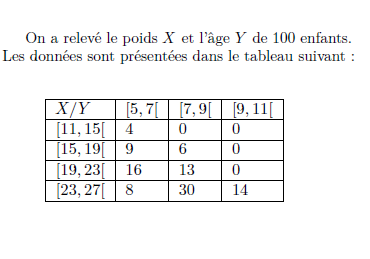 On a relevé le poids X et l'âge Y de 100 enfants.
Les données sont présentées dans le tableau suivant :
X/Y [5, 7[ [7, 9[ [9, 11[
[11, 15[ 4 0 0
[15, 19[ 9 6 0
[19, 23[ 16 13 0
[23, 27[ 8 30 14